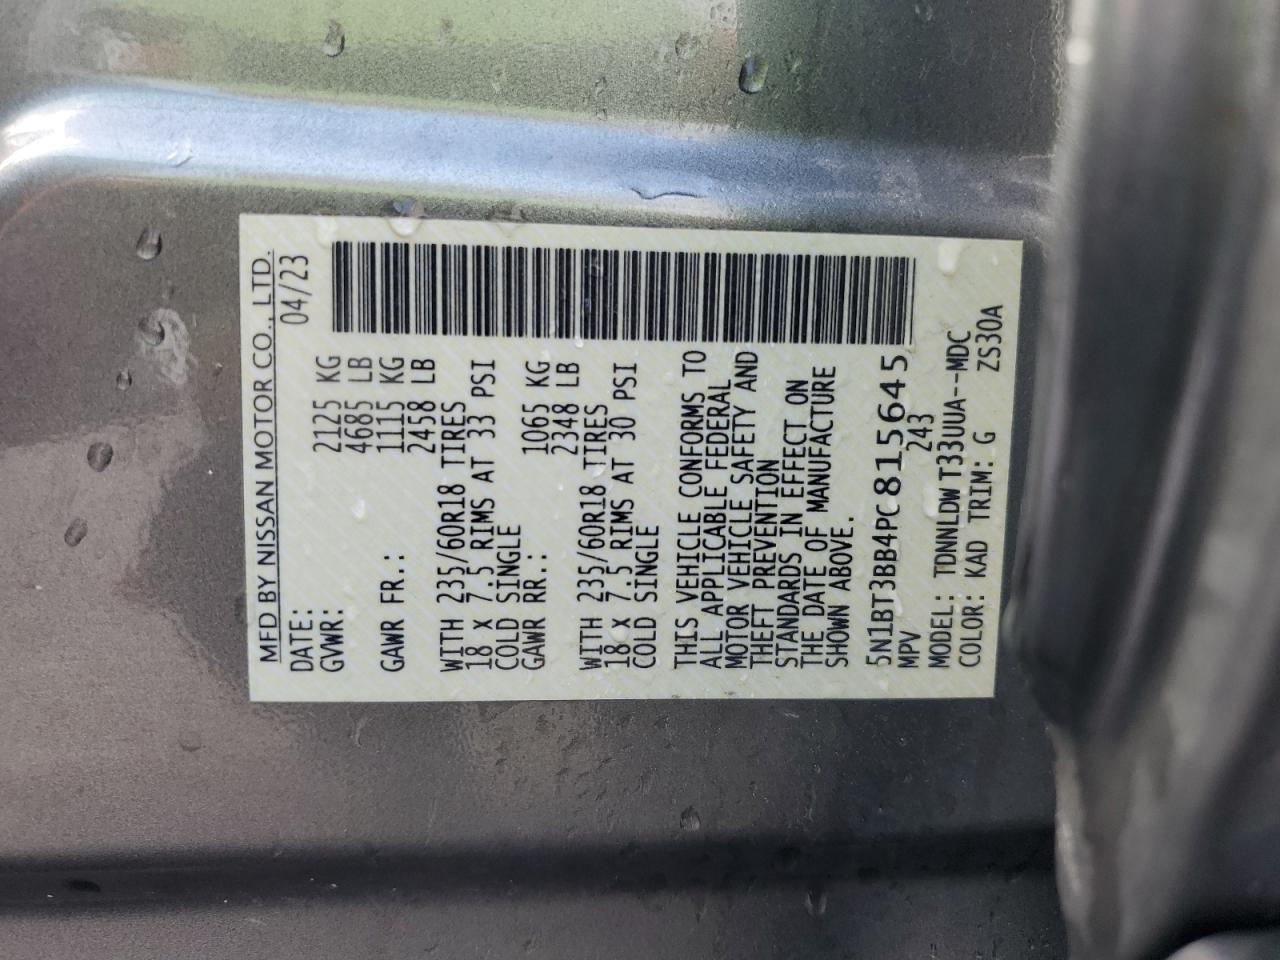 MFD BY NISSAN MOTOR CO., LTD.
DATE: 04/23
GVWR: 2125 KG
4685 LB
GAWR FR.: 1115 KG
2458 LB
WITH 235/60R18 TIRES
18 X 7.5 RIMS AT 33 PSI
COLD SINGLE
GAWR RR.: 1065 KG
2348 LB
WITH 235/60R18 TIRES
18 X 7.5 RIMS AT 30 PSI
COLD SINGLE
THIS VEHICLE CONFORMS TO
ALL APPLICABLE FEDERAL
MOTOR VEHICLE SAFETY AND
THEFT PREVENTION
STANDARDS IN EFFECT ON
THE DATE OF MANUFACTURE
SHOWN ABOVE.
5N1BT3BB4PC815645
MPV 243
MODEL: TDNNNLDW T33UUA--MDC
COLOR: KAD TRIM: G ZS30A